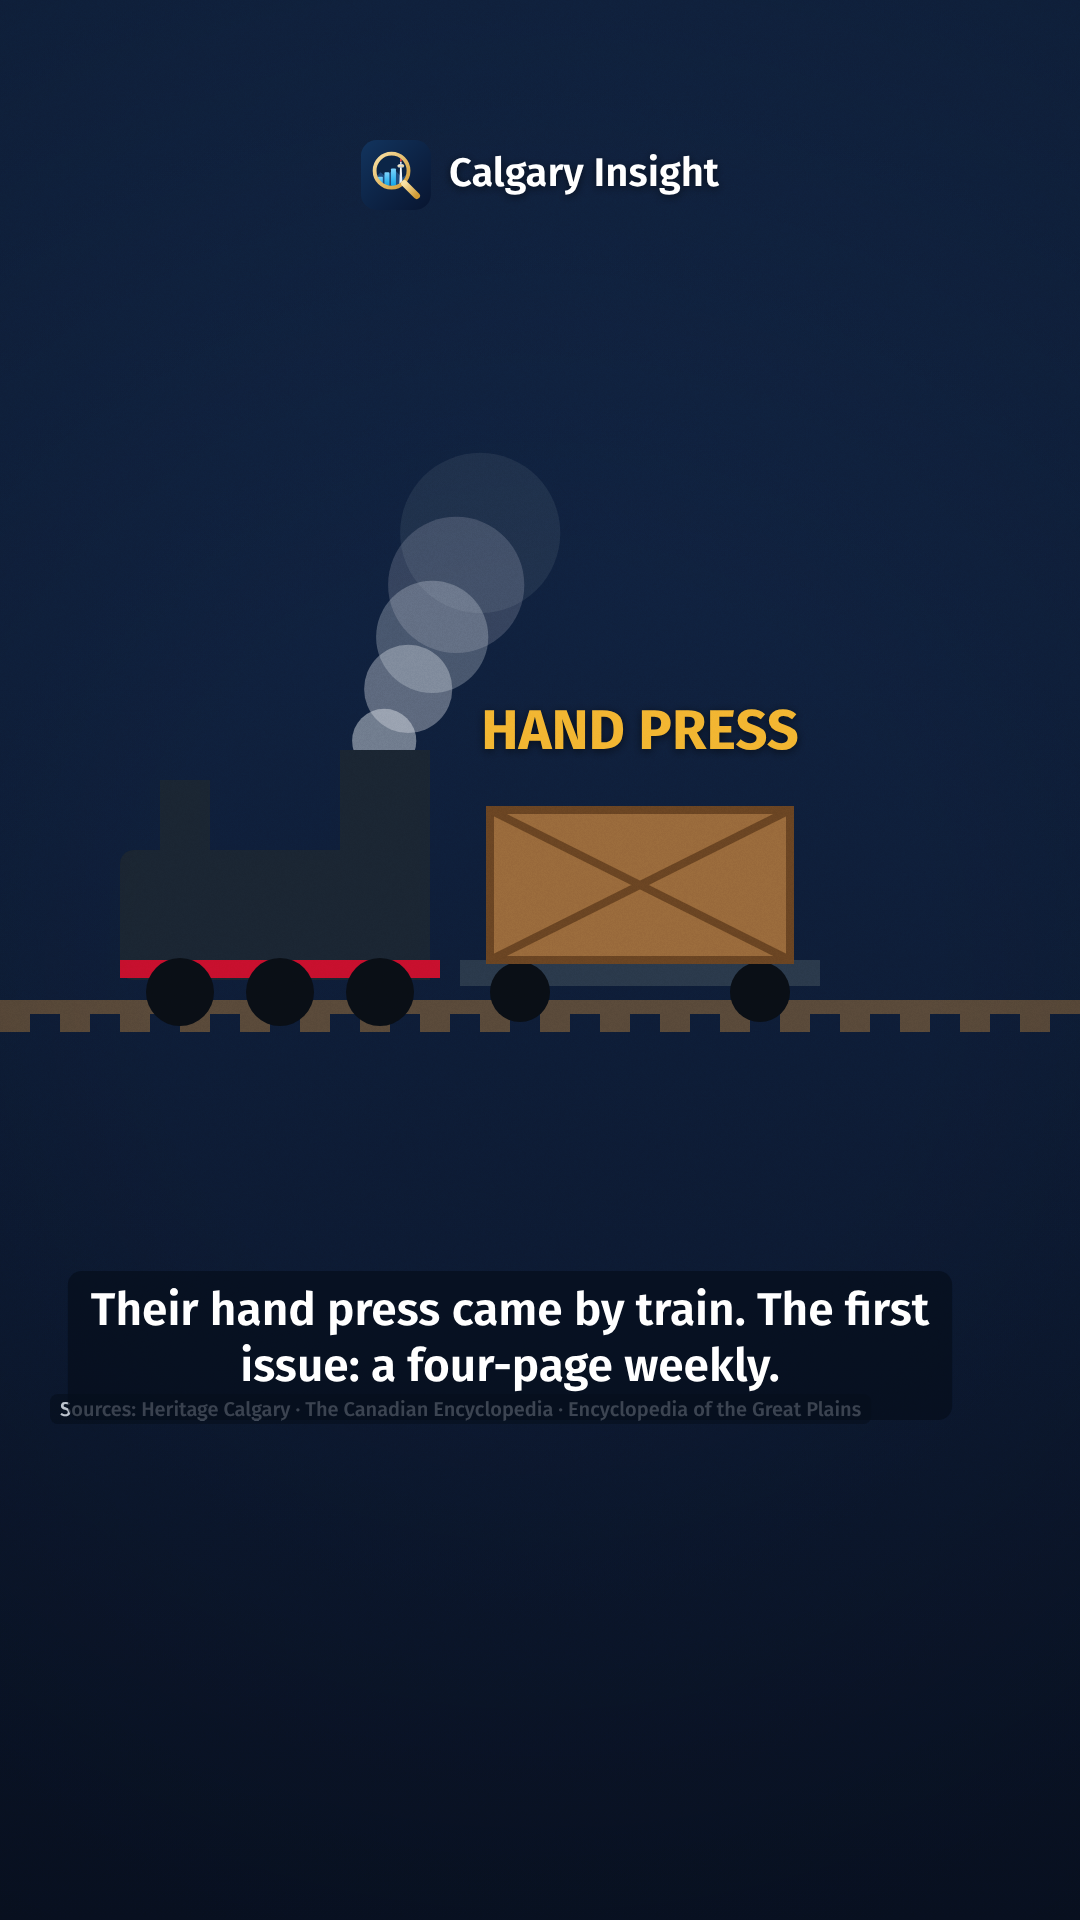 Calgary Insight
HAND PRESS
Their hand press came by train. The first
issue: a four-page weekly.
Sources: Heritage Calgary · The Canadian Encyclopedia · Encyclopedia of the Great Plains